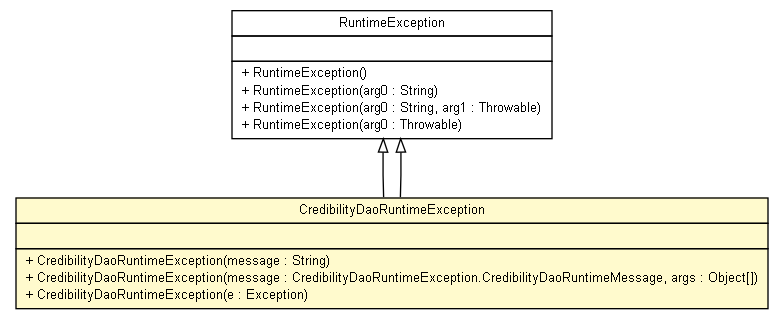 RuntimeException
+ RuntimeException()
+ RuntimeException(arg0 : String)
+ RuntimeException(arg0 : String, arg1 : Throwable)
+ RuntimeException(arg0 : Throwable)
CredibilityDaoRuntimeException
+ CredibilityDaoRuntimeException(message : String)
+ CredibilityDaoRuntimeException(message : CredibilityDaoRuntimeException.CredibilityDaoRuntimeMessage, args : Object[])
+ CredibilityDaoRuntimeException(e : Exception)